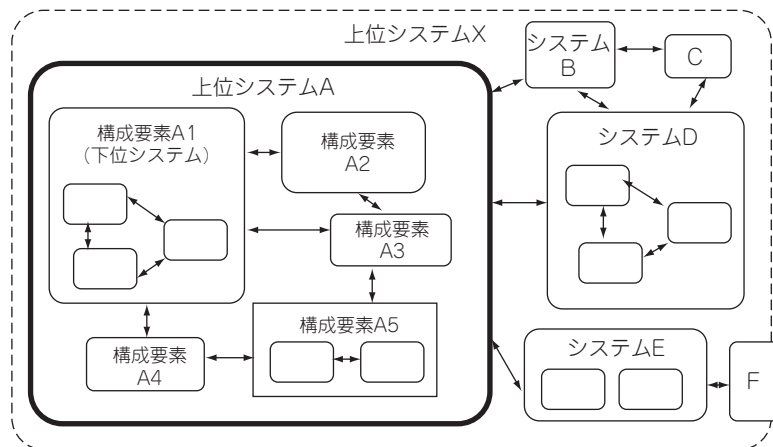 上位システムX
システム
B
C
上位システムA
構成要素A1
(下位システム)
構成要素
A2
システムD
構成要素
A3
構成要素A5
構成要素
A4
システムE
F